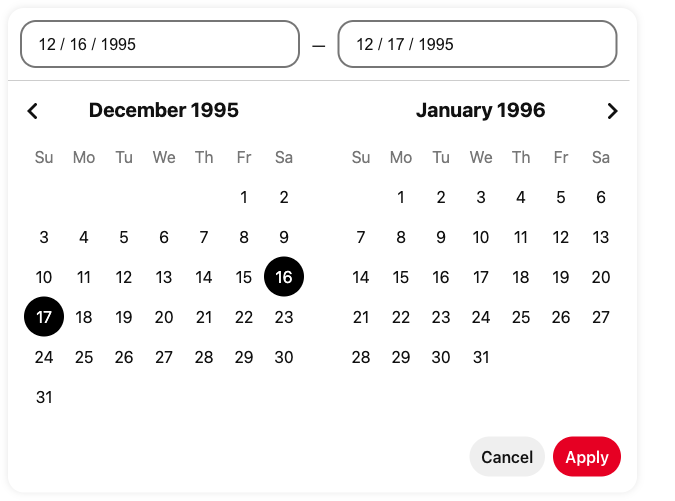 12 / 16 / 1995 — 12 / 17 / 1995
December 1995
Su Mo Tu We Th Fr Sa
1 2
3 4 5 6 7 8 9
10 11 12 13 14 15 16
17 18 19 20 21 22 23
24 25 26 27 28 29 30
31
January 1996
Su Mo Tu We Th Fr Sa
1 2 3 4 5 6
7 8 9 10 11 12 13
14 15 16 17 18 19 20
21 22 23 24 25 26 27
28 29 30 31
Cancel Apply